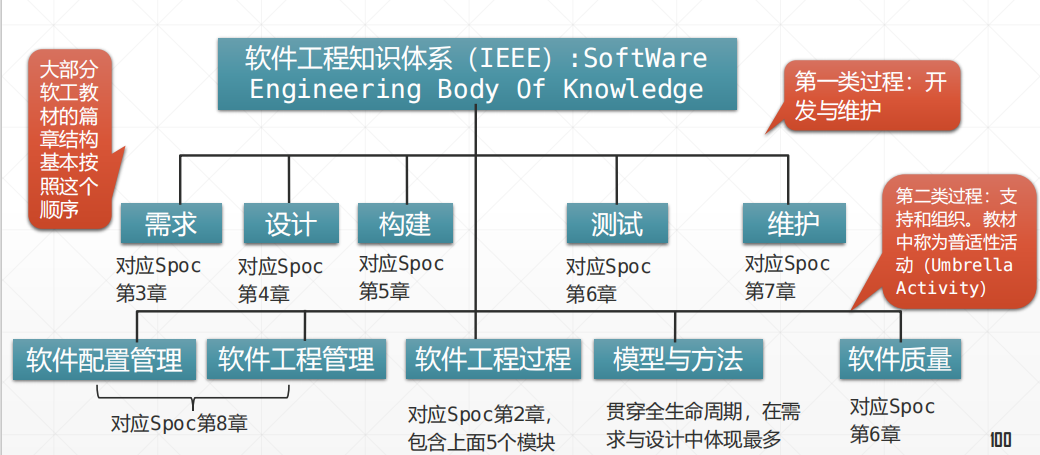 软件工程知识体系（IEEE）:SoftWare
Engineering Body Of Knowledge
大部分
软工教
材的篇
章结构
基本按
照这个
顺序
第一类过程：开
发与维护
第二类过程：支
持和组织。教材
中称为普适性活
动（Umbrella
Activity）
需求
设计
构建
测试
维护
对应Spoc
第3章
对应Spoc
第4章
对应Spoc
第5章
对应Spoc
第6章
对应Spoc
第7章
软件配置管理
软件工程管理
软件工程过程
模型与方法
软件质量
对应Spoc第8章
对应Spoc第2章，
包含上面5个模块
贯穿全生命周期，在需
求与设计中体现最多
对应Spoc
第6章
100